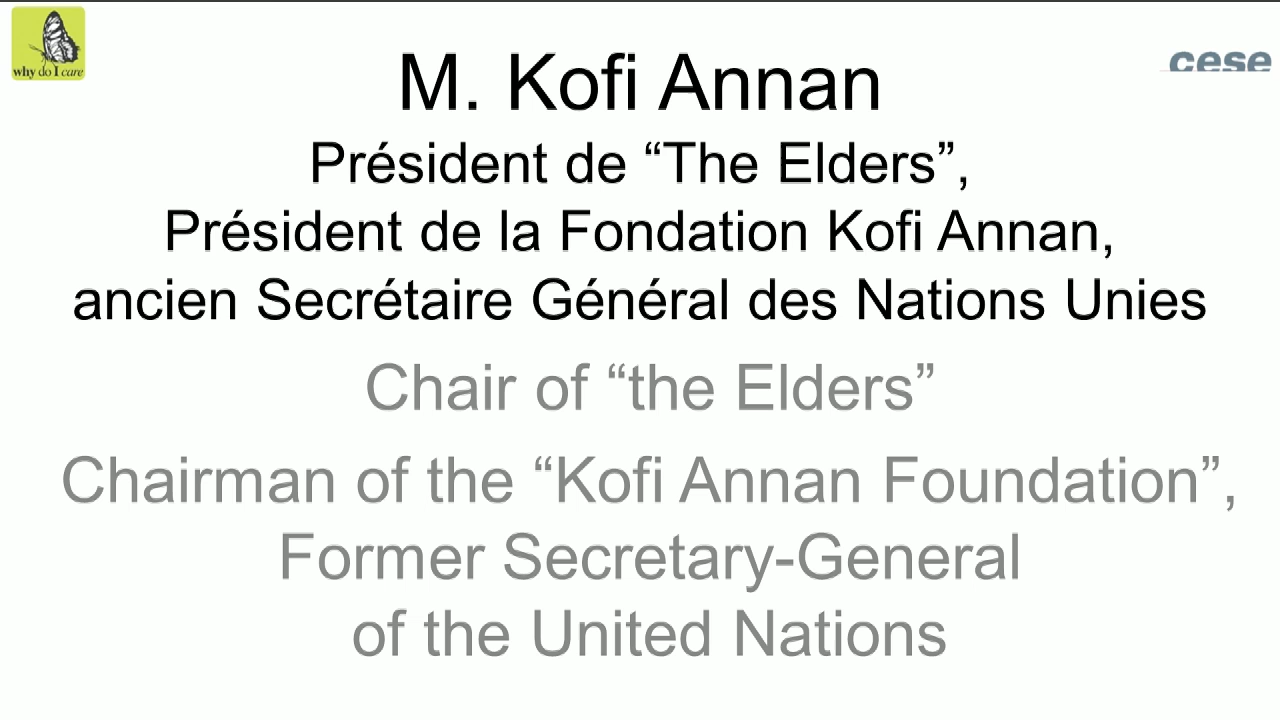 why do I care
cese
M. Kofi Annan
Président de “The Elders”,
Président de la Fondation Kofi Annan,
ancien Secrétaire Général des Nations Unies
Chair of “the Elders”
Chairman of the “Kofi Annan Foundation”,
Former Secretary-General
of the United Nations